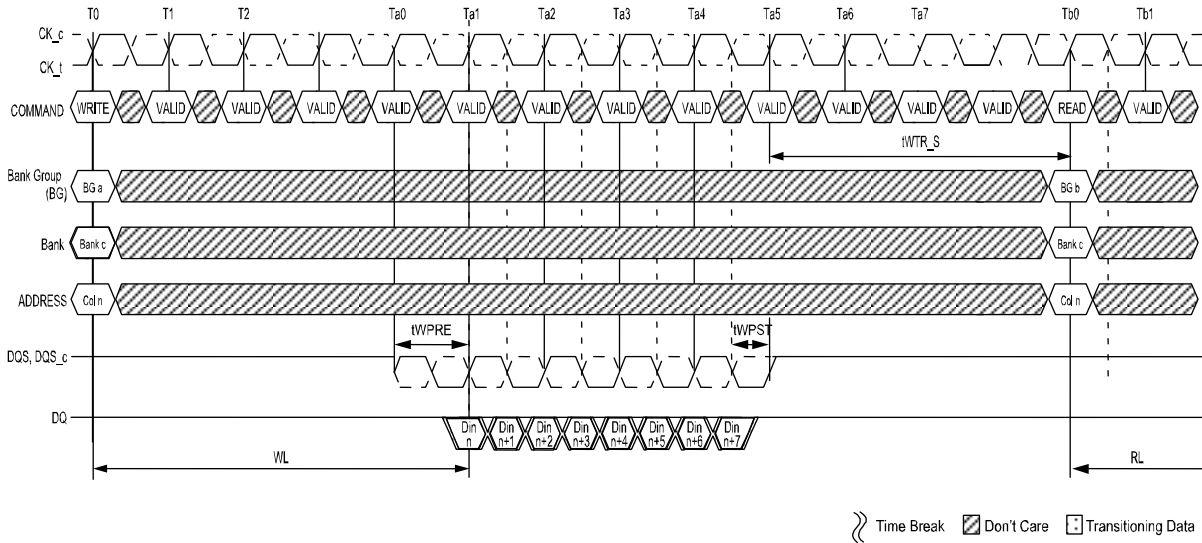 T0 T1 T2 Ta0 Ta1 Ta2 Ta3 Ta4 Ta5 Ta6 Ta7 Tb0 Tb1
CK_c
CK_t
COMMAND WRITE VALID VALID VALID VALID VALID VALID VALID VALID VALID VALID VALID VALID READ VALID
tWTR_S
Bank Group
(BG) BG a BG b
Bank Bank c Bank c
ADDRESS Col n Col n
tWPRE tWPST
DQS, DQS_c
DQ
Din Din Din Din Din Din Din Din
n n+1 n+2 n+3 n+4 n+5 n+6 n+7
WL RL
Time Break Don't Care Transitioning Data